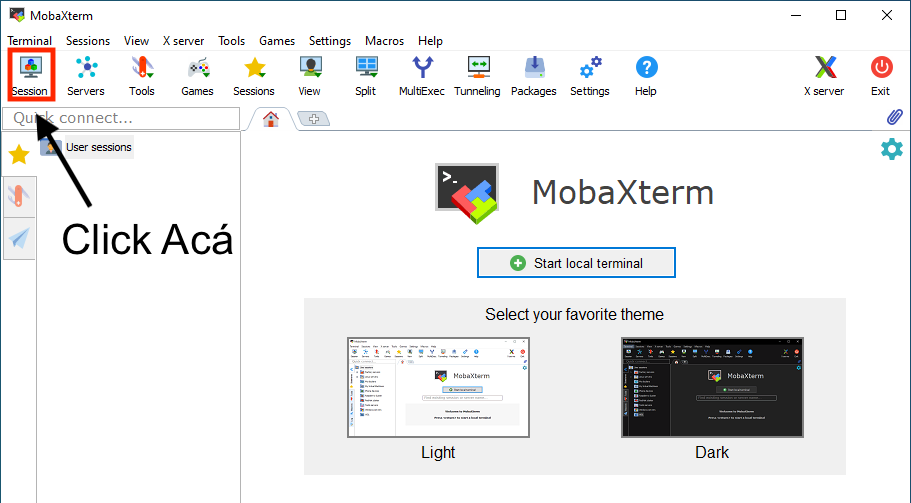 MobaXterm
Terminal Sessions View X server Tools Games Settings Macros Help
Session Servers Tools Games Sessions View Split MultiExec Tunneling Packages Settings Help X server Exit
Quick connect...
User sessions
Click Acá
>_
MobaXterm
Start local terminal
Select your favorite theme
MobaXterm
MobaXterm
Light
Dark